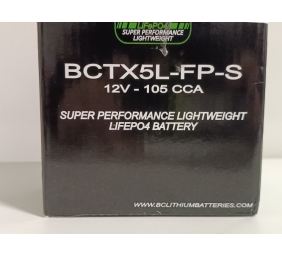 LiFePO4
SUPER PERFORMANCE
LIGHTWEIGHT
BCTX5L-FP-S
12V - 105 CCA
SUPER PERFORMANCE LIGHTWEIGHT
LIFEPO4 BATTERY
WWW.BCLITHIUMBATTERIES.COM